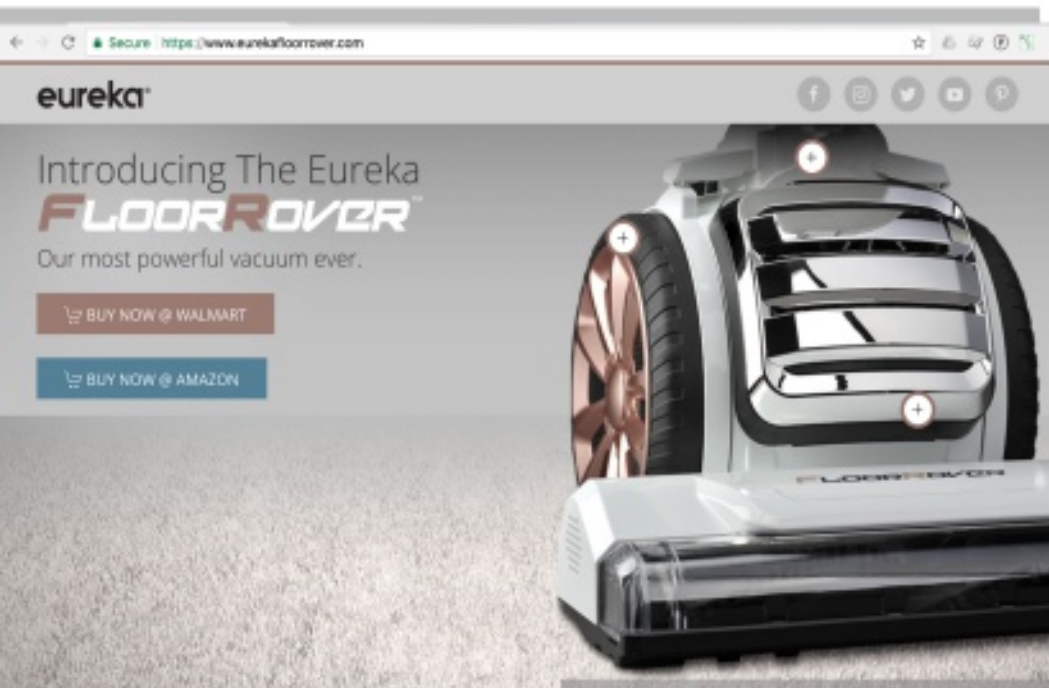 Secure https://www.eurekafloorrover.com
eureka®
Introducing The Eureka
FLOORROVER™
Our most powerful vacuum ever.
BUY NOW @ WALMART
BUY NOW @ AMAZON
FLOORROVER